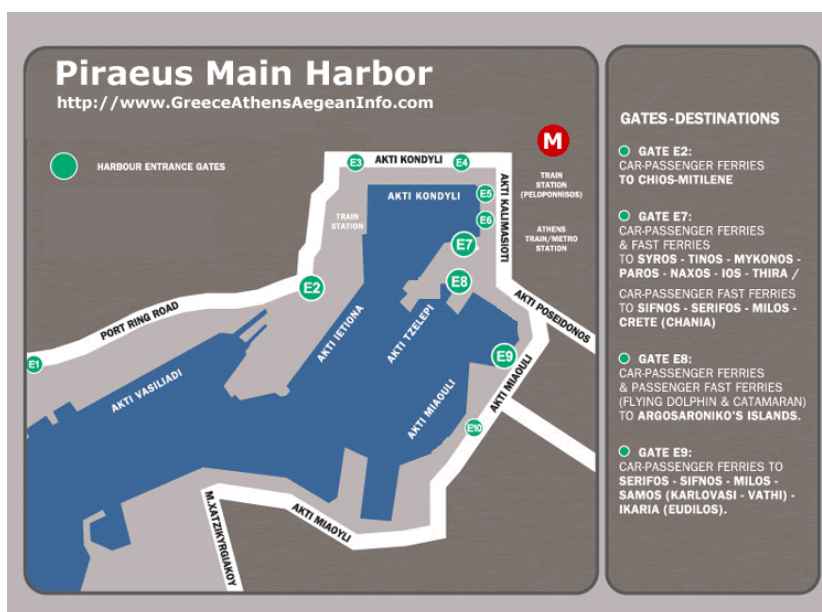 Piraeus Main Harbor
http://www.GreeceAthensAegeanInfo.com
HARBOUR ENTRANCE GATES
E3
AKTI KONDYLI
E4
M
TRAIN
STATION
(PELOPONNISOS)
AKTI KONDYLI
E5
AKTI KALIMASIOTI
E6
TRAIN
STATION
ATHENS
TRAIN/METRO
STATION
E7
E8
E2
AKTI POSEIDONOS
PORT RING ROAD
AKTI IETIONA
AKTI TZELEPI
E1
E9
AKTI VASILIADI
AKTI MIAOULI
AKTI MIAOULI
E10
M.XATZIKYRGIAKOY
AKTI MIAOYLI
GATES-DESTINATIONS
GATE E2:
CAR-PASSENGER FERRIES
TO CHIOS-MITILENE
GATE E7:
CAR-PASSENGER FERRIES
& FAST FERRIES
TO SYROS - TINOS - MYKONOS -
PAROS - NAXOS - IOS - THIRA /
CAR-PASSENGER FAST FERRIES
TO SIFNOS - SERIFOS - MILOS -
CRETE (CHANIA)
GATE E8:
CAR-PASSENGER FERRIES
& PASSENGER FAST FERRIES
(FLYING DOLPHIN & CATAMARAN)
TO ARGOSARONIKO'S ISLANDS.
GATE E9:
CAR-PASSENGER FERRIES TO
SERIFOS - SIFNOS - MILOS -
SAMOS (KARLOVASI - VATHI) -
IKARIA (EUDILOS).